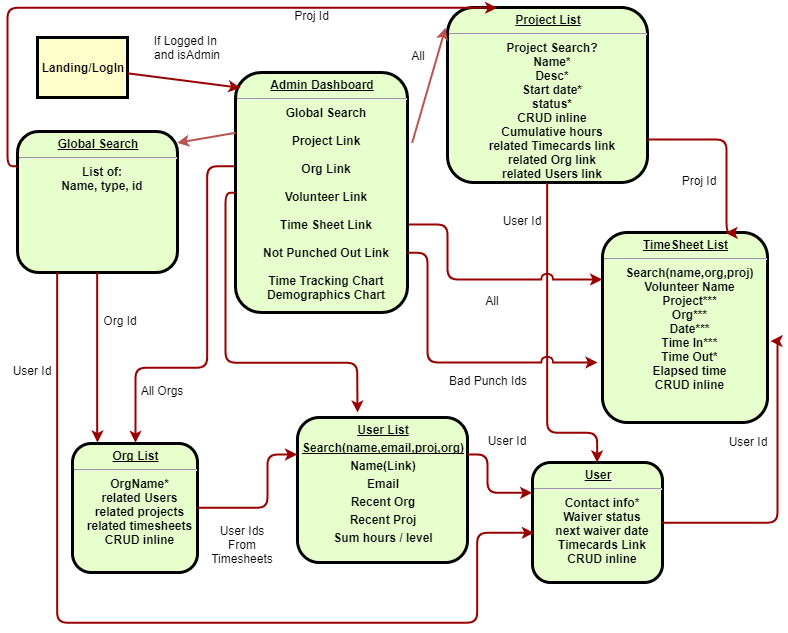 Proj Id
Project List
Project Search?
Name*
Desc*
Start date*
status*
CRUD inline
Cumulative hours
related Timecards link
related Org link
related Users link
If Logged In
and isAdmin
All
Landing/LogIn
Admin Dashboard
Global Search
Project Link
Org Link
Volunteer Link
Time Sheet Link
Not Punched Out Link
Time Tracking Chart
Demographics Chart
Global Search
List of:
Name, type, id
Proj Id
User Id
TimeSheet List
Search(name,org,proj)
Volunteer Name
Project***
Org***
Date***
Time In***
Time Out*
Elapsed time
CRUD inline
All
Org Id
User Id
All Orgs
Bad Punch Ids
User List
Search(name,email,proj,org)
Name(Link)
Email
Recent Org
Recent Proj
Sum hours / level
User Id
User Id
Org List
OrgName*
related Users
related projects
related timesheets
CRUD inline
User Ids
From
Timesheets
User
Contact info*
Waiver status
next waiver date
Timecards Link
CRUD inline